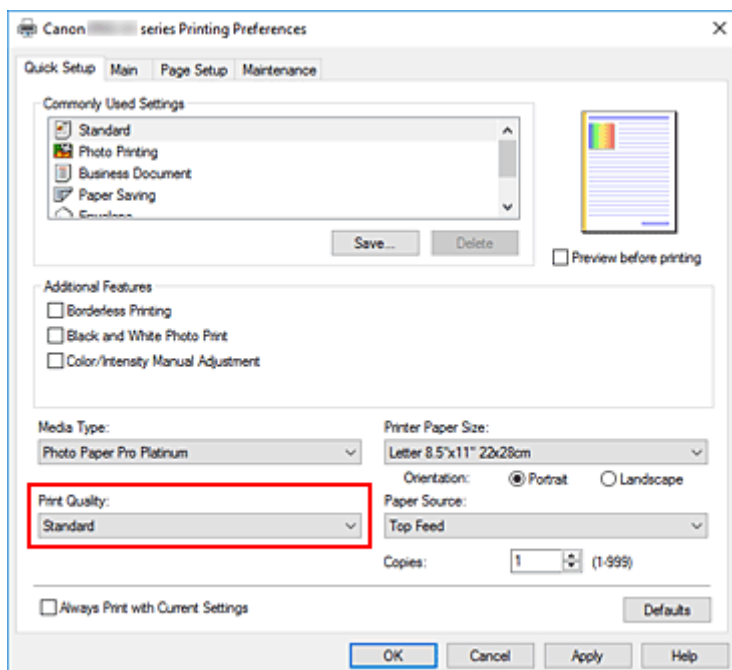 Canon series Printing Preferences
Quick Setup Main Page Setup Maintenance
Commonly Used Settings
Standard
Photo Printing
Business Document
Paper Saving
Save... Delete
Preview before printing
Additional Features
Borderless Printing
Black and White Photo Print
Color/Intensity Manual Adjustment
Media Type:
Photo Paper Pro Platinum
Printer Paper Size:
Letter 8.5"x11" 22x28cm
Orientation: Portrait Landscape
Print Quality:
Standard
Paper Source:
Top Feed
Copies: 1 (1-999)
Always Print with Current Settings
Defaults
OK Cancel Apply Help